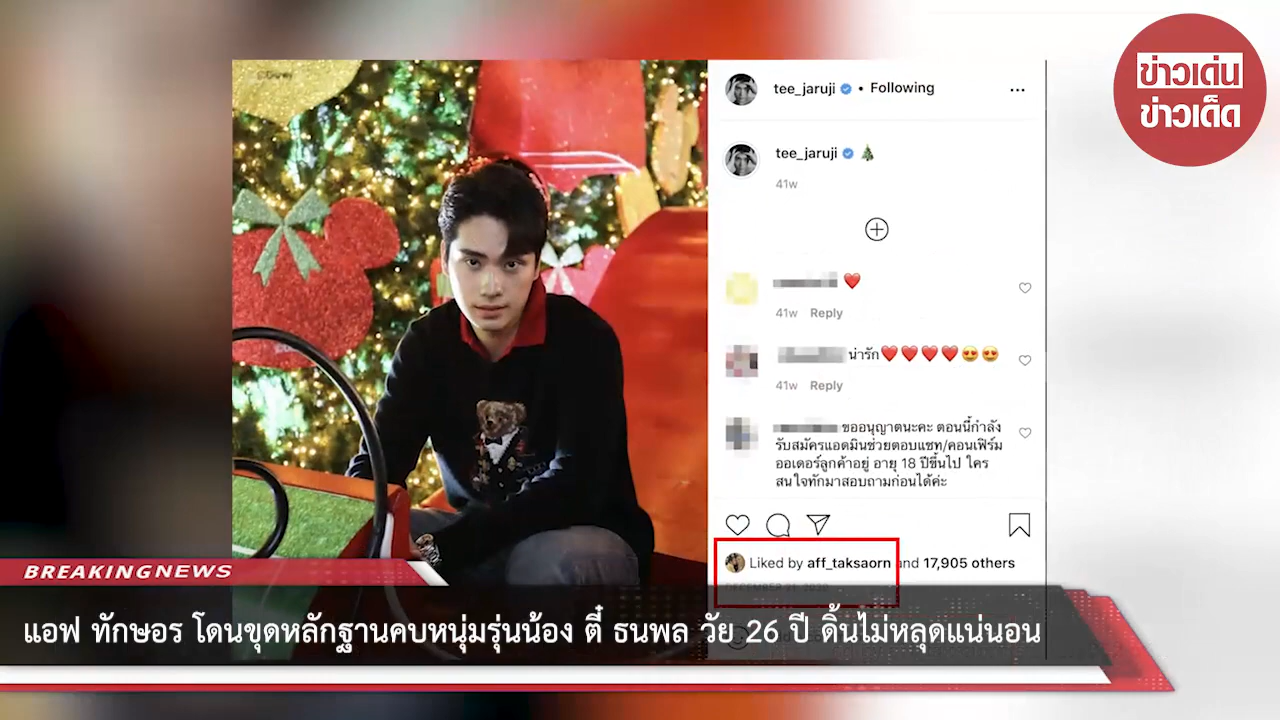 ข่าวเด่น
ข่าวเด็ด
tee_jaruji • Following
tee_jaruji
41w
41w Reply
น่ารัก
41w Reply
ขออนุญาตนะคะ ตอนนี้กำลัง
รับสมัครแอดมินช่วยตอบแชท/คอนเฟิร์ม
ออเดอร์ลูกค้าอยู่ อายุ 18 ปีขึ้นไป ใคร
สนใจทักมาสอบถามก่อนได้ค่ะ
Liked by aff_taksaorn and 17,905 others
BREAKINGNEWS
แอฟ ทักษอร โดนขุดหลักฐานคบหนุ่มรุ่นน้อง ตี๋ ธนพล วัย 26 ปี ดิ้นไม่หลุดแน่นอน